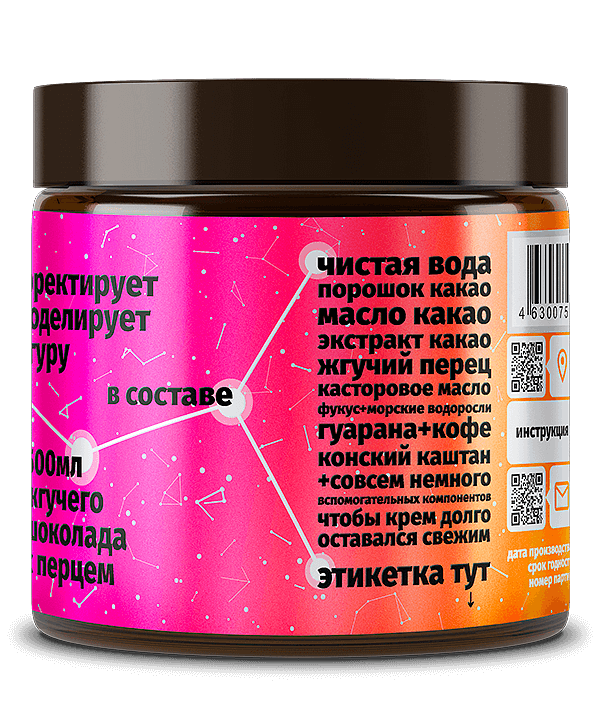 орректирует
оделирует
гуру
в составе
500мл
жгучего
шоколада
с перцем
чистая вода
порошок какао
масло какао
экстракт какао
жгучий перец
касторовое масло
фукус+морские водоросли
гуарана+кофе
конский каштан
+совсем немного
вспомогательных компонентов
чтобы крем долго
оставался свежим
этикетка тут
4 630075
инструкция
дата производства
срок годност
номер парти